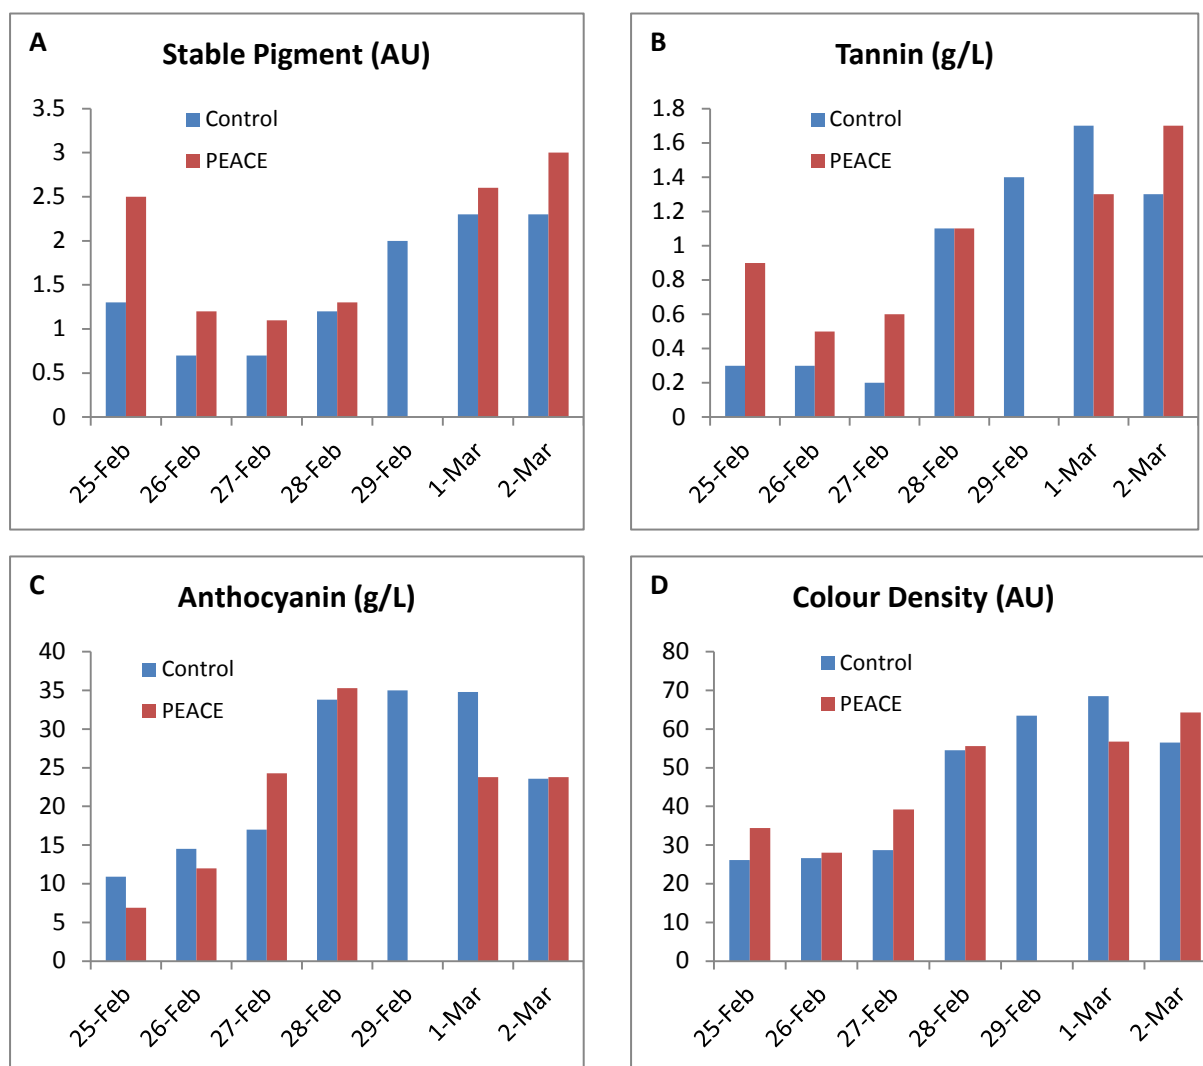 A
Stable Pigment (AU)
Control
PEACE
3.5
3
2.5
2
1.5
1
0.5
0
25-Feb
26-Feb
27-Feb
28-Feb
29-Feb
1-Mar
2-Mar
B
Tannin (g/L)
Control
PEACE
1.8
1.6
1.4
1.2
1
0.8
0.6
0.4
0.2
0
25-Feb
26-Feb
27-Feb
28-Feb
29-Feb
1-Mar
2-Mar
C
Anthocyanin (g/L)
Control
PEACE
40
35
30
25
20
15
10
5
0
25-Feb
26-Feb
27-Feb
28-Feb
29-Feb
1-Mar
2-Mar
D
Colour Density (AU)
Control
PEACE
80
70
60
50
40
30
20
10
0
25-Feb
26-Feb
27-Feb
28-Feb
29-Feb
1-Mar
2-Mar